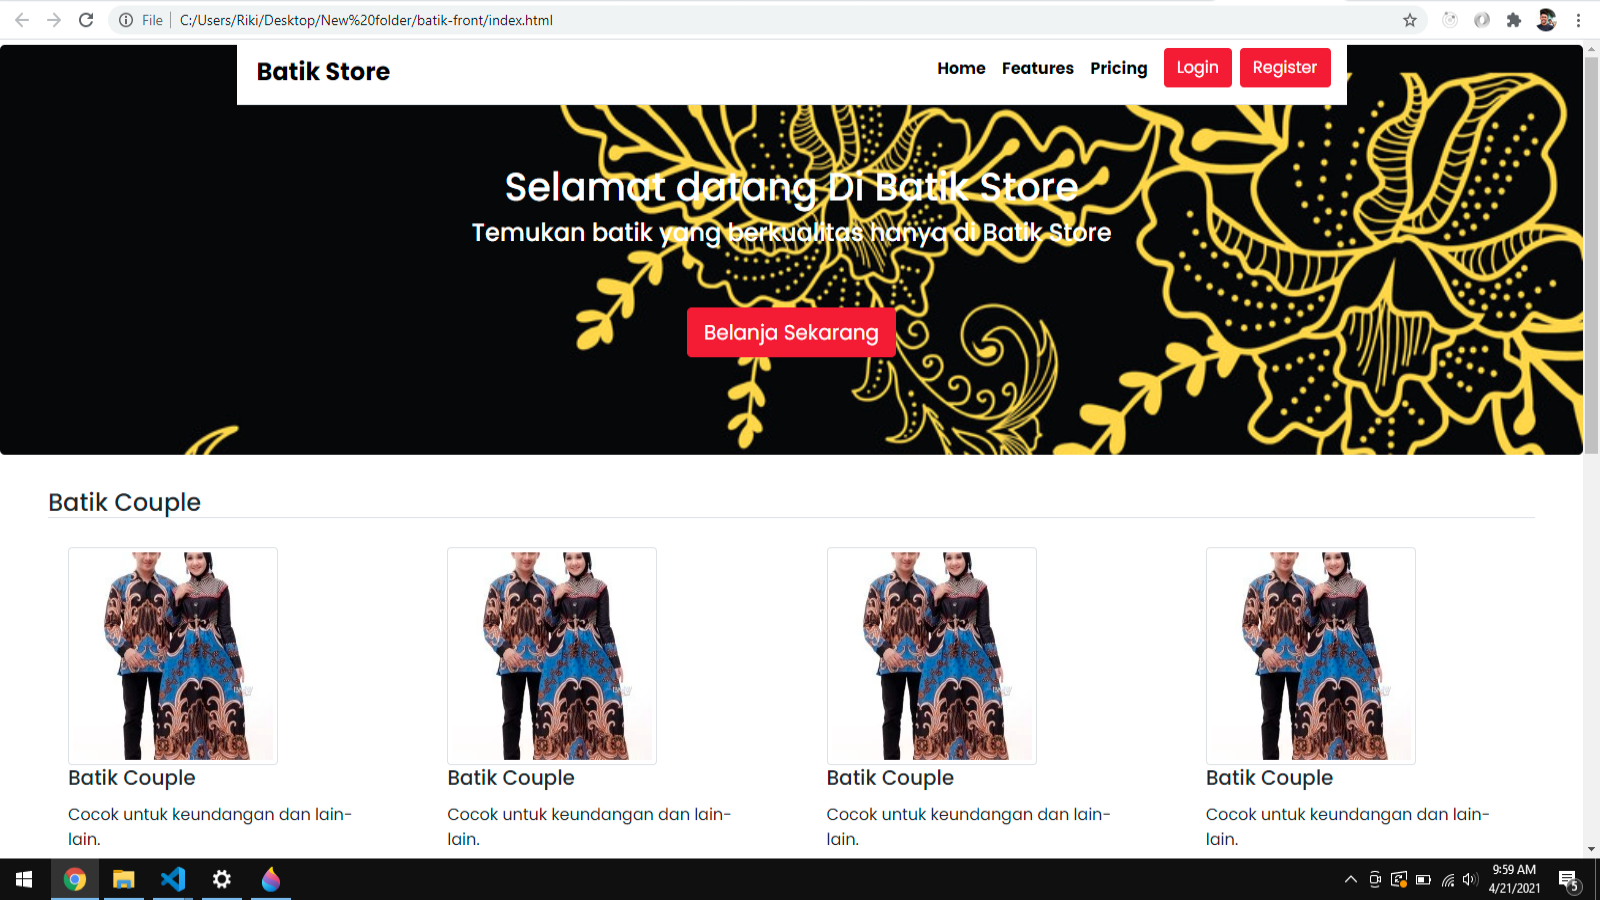 File
C:/Users/Riki/Desktop/New%20folder/batik-front/index.html
Batik Store
Home Features Pricing Login Register
Selamat datang Di Batik Store
Temukan batik yang berkualitas hanya di Batik Store
Belanja Sekarang
Batik Couple
Batik Couple
Cocok untuk keundangan dan lain-
lain.
Batik Couple
Cocok untuk keundangan dan lain-
lain.
Batik Couple
Cocok untuk keundangan dan lain-
lain.
Batik Couple
Cocok untuk keundangan dan lain-
lain.
9:59 AM
4/21/2021
5